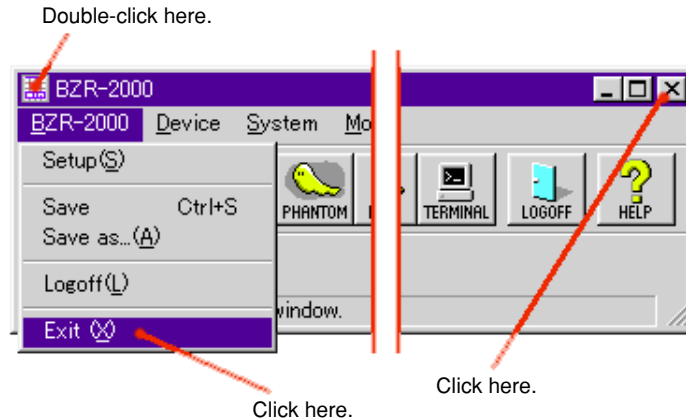 Double-click here.
BZR-2000
BZR-2000 Device System Mo
Setup(S)
Save Ctrl+S
Save as...(A)
Logoff(L)
Exit (X)
PHANTOM
TERMINAL
LOGOFF
HELP
window.
Click here.
Click here.